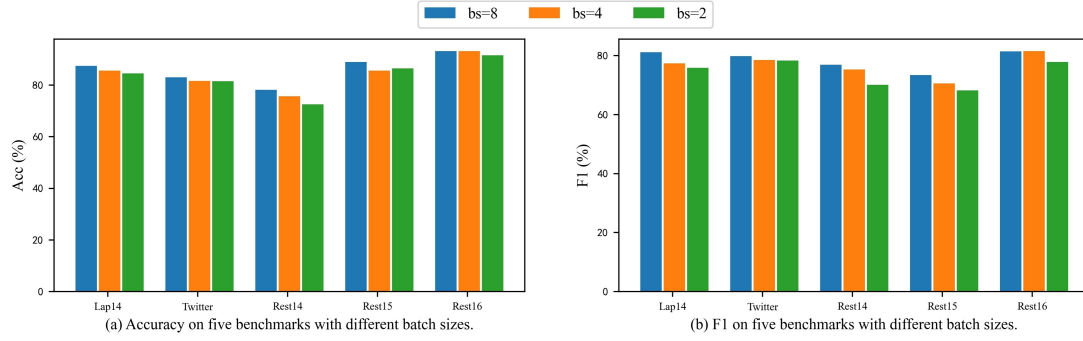 bs=8 bs=4 bs=2
Acc (%)
80
60
40
20
0
Lap14 Twitter Rest14 Rest15 Rest16
(a) Accuracy on five benchmarks with different batch sizes.
F1 (%)
80
60
40
20
0
Lap14 Twitter Rest14 Rest15 Rest16
(b) F1 on five benchmarks with different batch sizes.